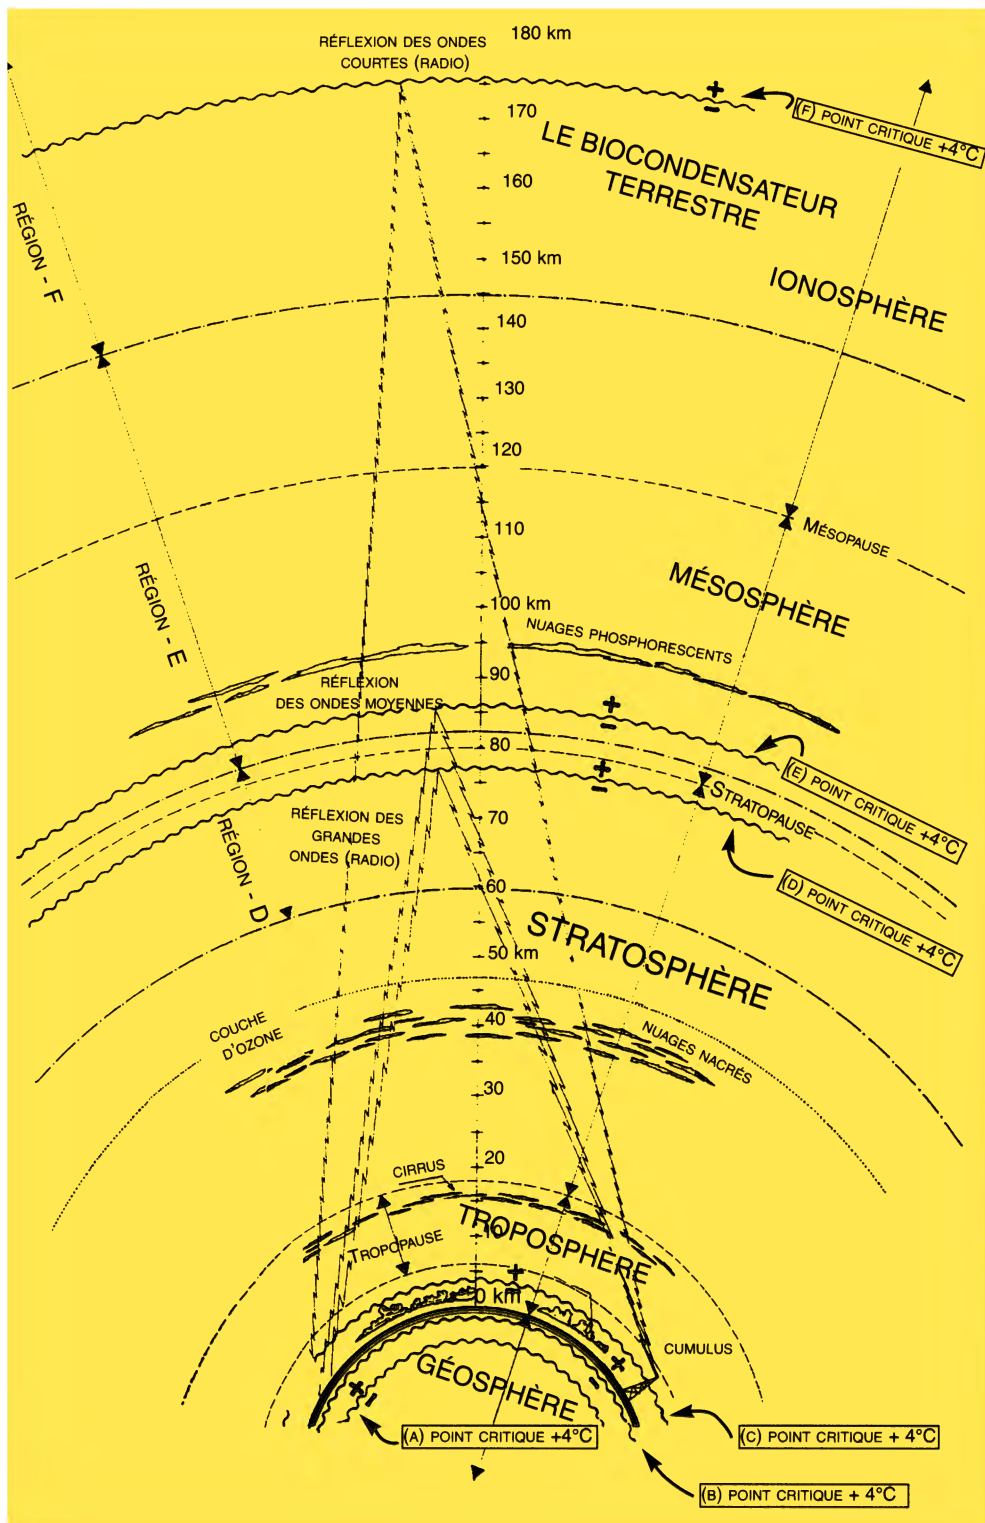 180 km
RÉFLEXION DES ONDES
COURTES (RADIO)
(F) POINT CRITIQUE +4°C
170
LE BIOCONDENSATEUR
TERRESTRE
160
RÉGION - F
150 km
IONOSPHÈRE
140
130
120
110
MÉSOPAUSE
MÉSOSPHÈRE
RÉGION - E
100 km
NUAGES PHOSPHORESCENTS
90
RÉFLEXION
DES ONDES MOYENNES
80
(E) POINT CRITIQUE +4°C
STRATOPAUSE
70
RÉFLEXION DES
GRANDES
ONDES (RADIO)
RÉGION - D
(D) POINT CRITIQUE +4°C
60
STRATOSPHÈRE
50 km
40
COUCHE
D'OZONE
NUAGES NACRÉS
30
20
CIRRUS
TROPOSPHÈRE
10
TROPOPAUSE
0 km
CUMULUS
GÉOSPHÈRE
(A) POINT CRITIQUE +4°C
(C) POINT CRITIQUE + 4°C
(B) POINT CRITIQUE + 4°C